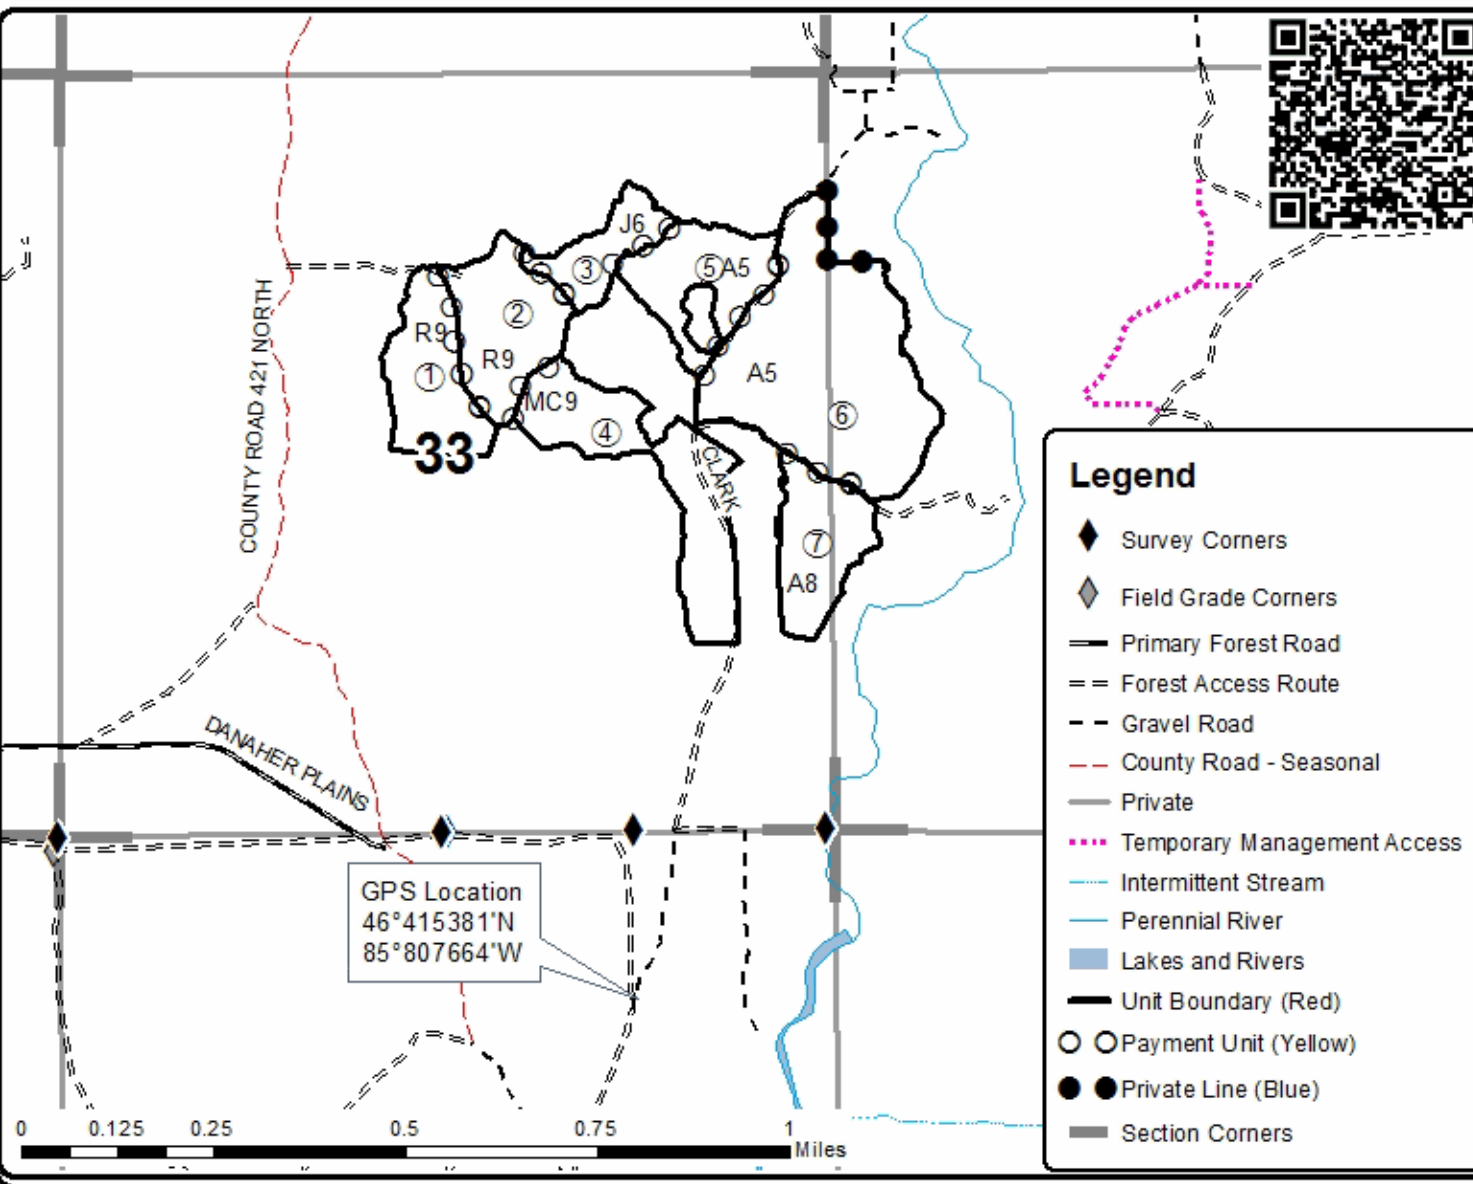 COUNTY ROAD 421 NORTH
J6
3
5
A5
2
R9
R9
1
A5
MC9
6
4
33
CLARK
7
A8
DANAHER PLAINS
GPS Location
46°415381'N
85°807664'W
Legend
Survey Corners
Field Grade Corners
Primary Forest Road
Forest Access Route
Gravel Road
County Road - Seasonal
Private
Temporary Management Access
Intermittent Stream
Perennial River
Lakes and Rivers
Unit Boundary (Red)
Payment Unit (Yellow)
Private Line (Blue)
Section Corners
0 0.125 0.25 0.5 0.75 1
Miles